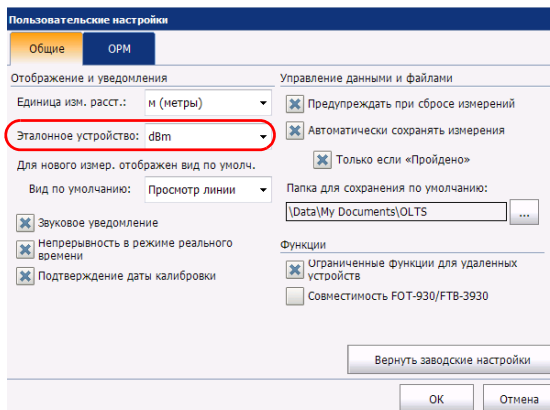 Пользовательские настройки
Общие
OPM
Отображение и уведомления
Единица изм. расст.:
м (метры)
Эталонное устройство:
dBm
Для нового измер. отображен вид по умолч.
Вид по умолчанию:
Просмотр линии
Звуковое уведомление
Непрерывность в режиме реального
времени
Подтверждение даты калибровки
Управление данными и файлами
Предупреждать при сбросе измерений
Автоматически сохранять измерения
Только если «Пройдено»
Папка для сохранения по умолчанию:
\Data\My Documents\OLTS
...
Функции
Ограниченные функции для удаленных
устройств
Совместимость FOT-930/FTB-3930
Вернуть заводские настройки
OK
Отмена